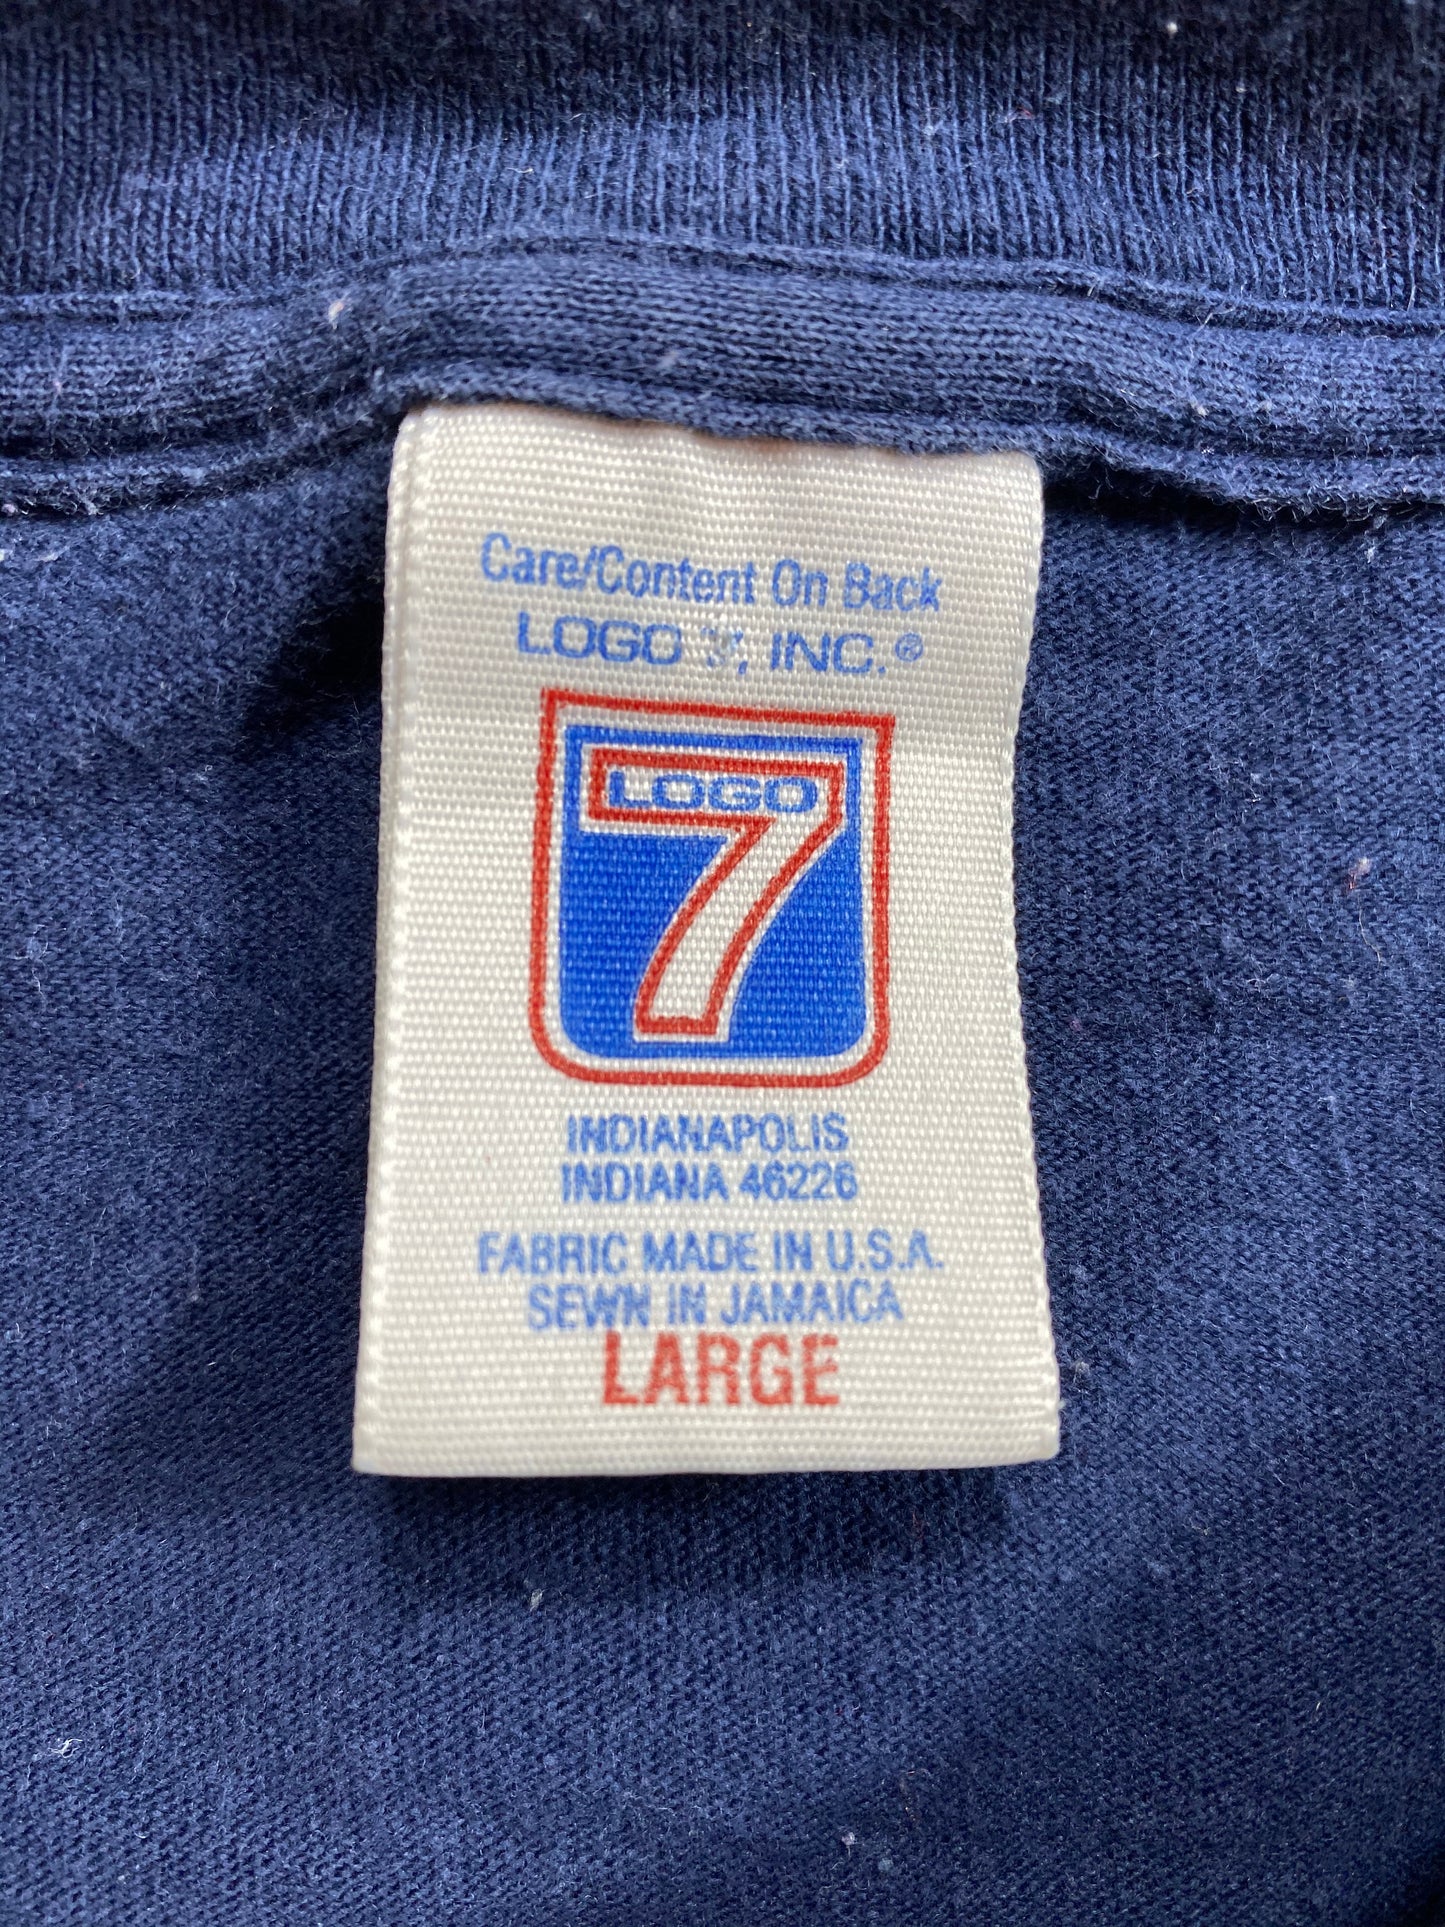 Care/Content On Back
LOGO 7, INC.®
LOGO
7
INDIANAPOLIS
INDIANA 46226
FABRIC MADE IN U.S.A.
SEWN IN JAMAICA
LARGE